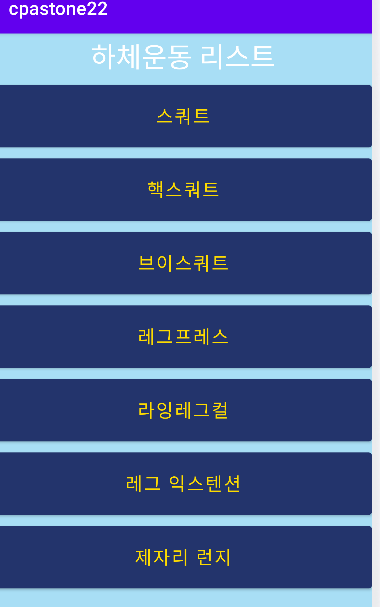 cpastone22
하체운동 리스트
스쿼트
핵스쿼트
브이스쿼트
레그프레스
라잉레그컬
레그 익스텐션
제자리 런지